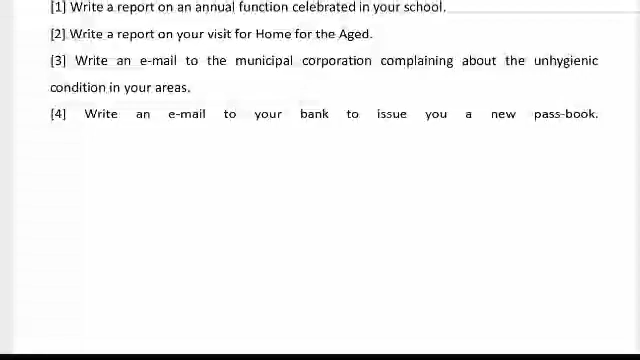 [1] Write a report on an annual function celebrated in your school.
[2] Write a report on your visit for Home for the Aged.
[3] Write an e-mail to the municipal corporation complaining about the unhygienic
condition in your areas.
[4] Write an e-mail to your bank to issue you a new pass-book.